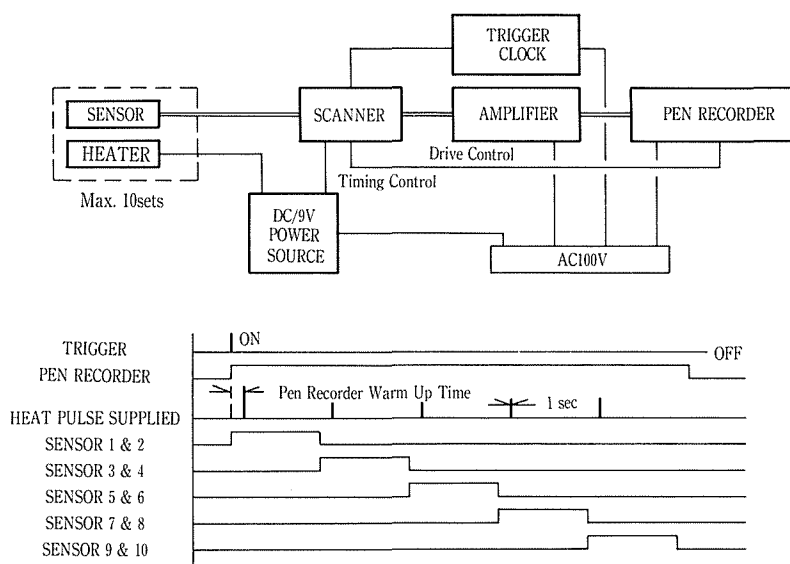 TRIGGER
CLOCK
SENSOR
SCANNER
AMPLIFIER
PEN RECORDER
HEATER
Drive Control
Timing Control
Max. 10sets
DC/9V
POWER
SOURCE
AC100V
TRIGGER
ON
OFF
PEN RECORDER
Pen Recorder Warm Up Time
1 sec
HEAT PULSE SUPPLIED
SENSOR 1 & 2
SENSOR 3 & 4
SENSOR 5 & 6
SENSOR 7 & 8
SENSOR 9 & 10